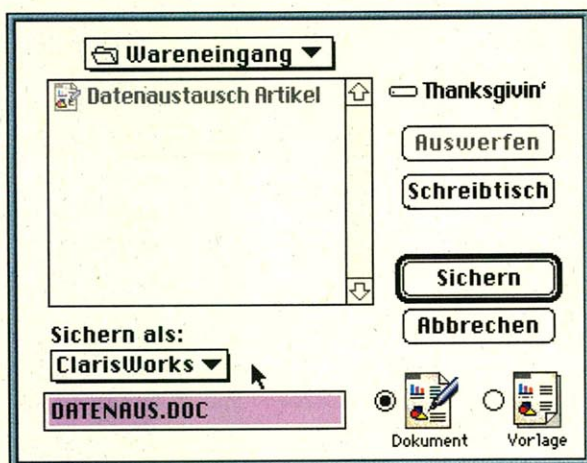 Wareneingang
Datenaustausch Artikel
Thanksgivin‘
Auswerfen
Schreibtisch
Sichern
Abbrechen
Sichern als:
ClarisWorks
DATENAUS.DOC
Dokument
Vorlage